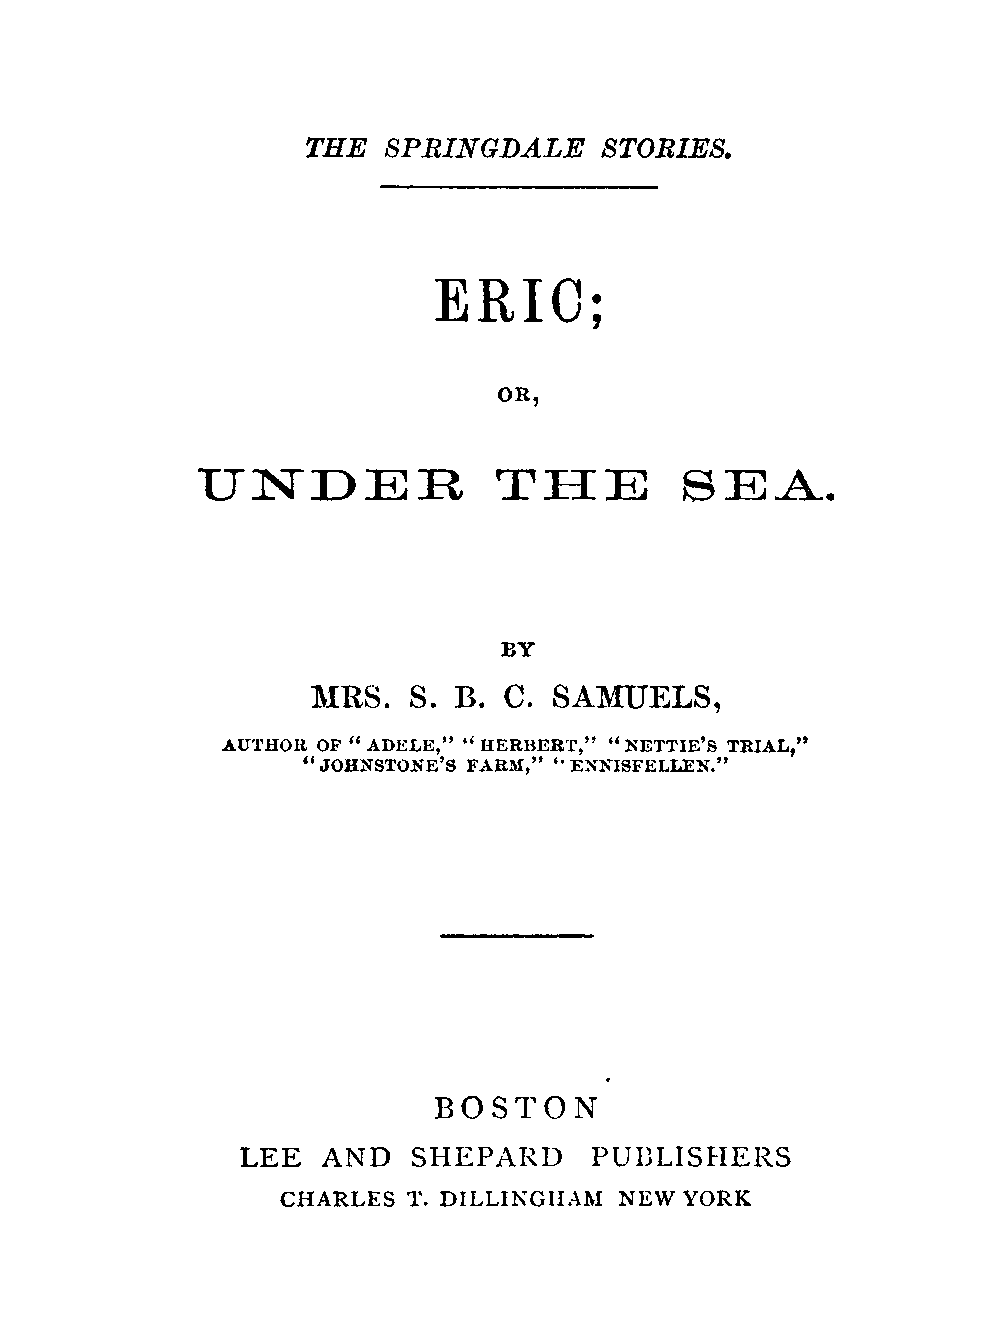 THE SPRINGDALE STORIES.
ERIC;
OR,
UNDER THE SEA.
BY
MRS. S. B. C. SAMUELS,
AUTHOR OF "ADELE," "HERBERT," "NETTIE'S TRIAL,"
"JOHNSTONE'S FARM," "ENNISFELLEN."
BOSTON
LEE AND SHEPARD PUBLISHERS
CHARLES T. DILLINGHAM NEW YORK